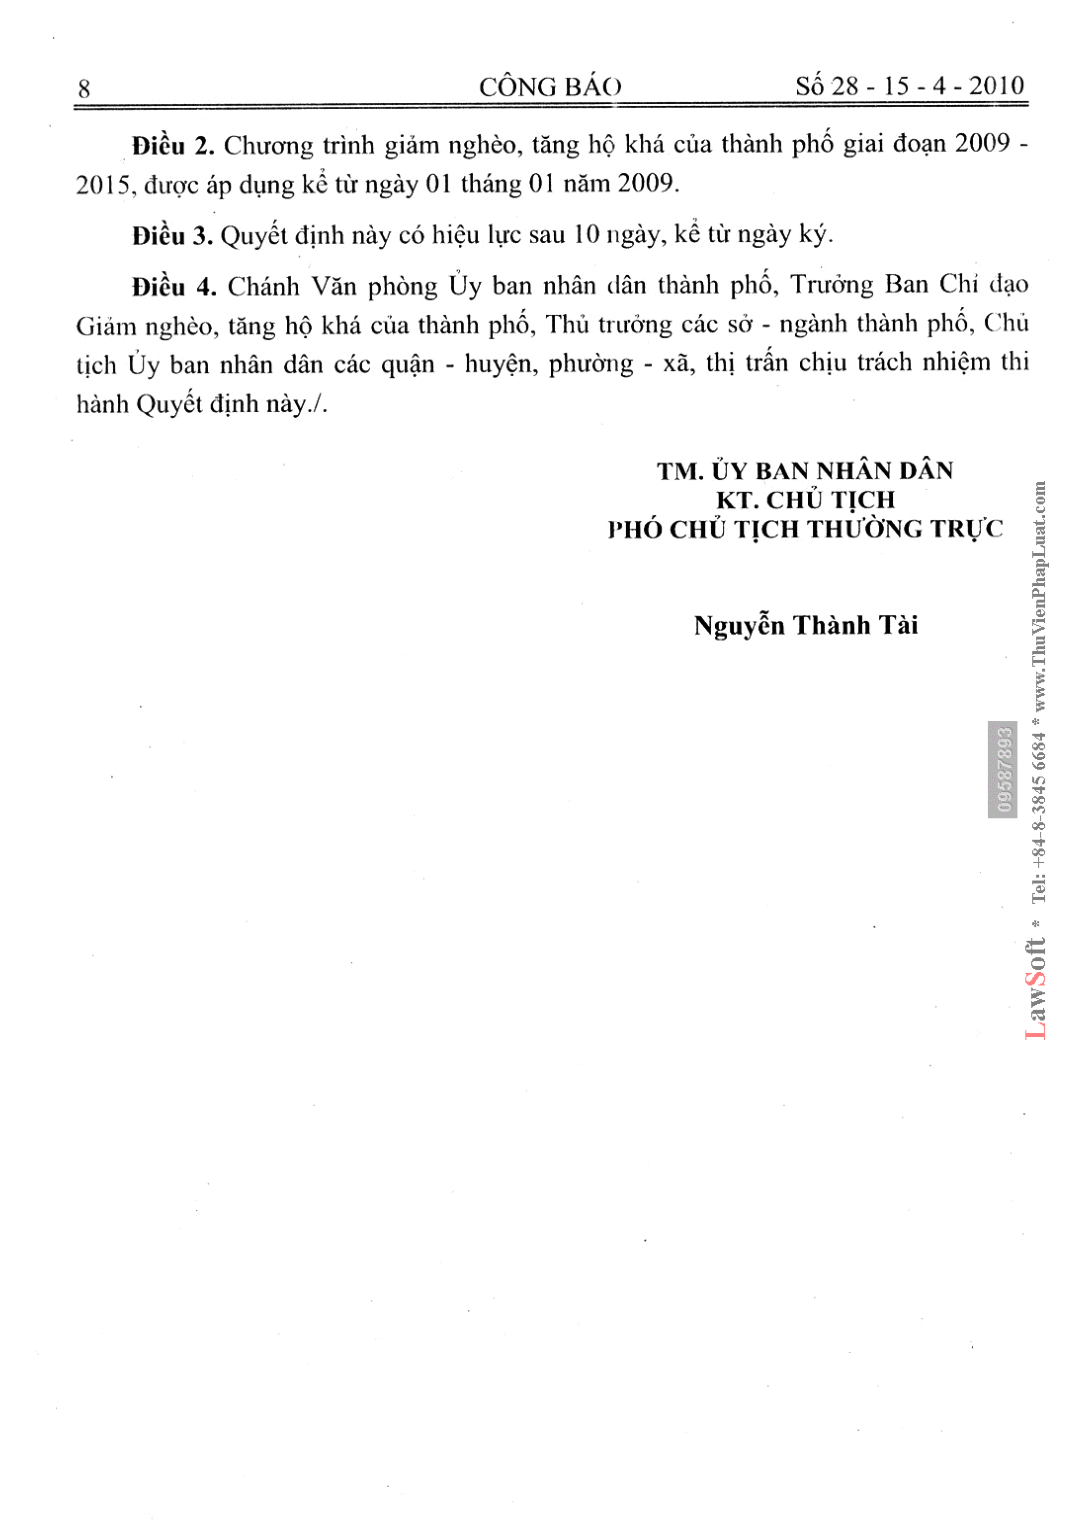 8 CÔNG BÁO Số 28 - 15 - 4 - 2010
Điều 2. Chương trình giảm nghèo, tăng hộ khá của thành phố giai đoạn 2009 -
2015, được áp dụng kể từ ngày 01 tháng 01 năm 2009.
Điều 3. Quyết định này có hiệu lực sau 10 ngày, kể từ ngày ký.
Điều 4. Chánh Văn phòng Ủy ban nhân dân thành phố, Trưởng Ban Chỉ đạo
Giảm nghèo, tăng hộ khá của thành phố, Thủ trưởng các sở - ngành thành phố, Chủ
tịch Ủy ban nhân dân các quận - huyện, phường - xã, thị trấn chịu trách nhiệm thi
hành Quyết định này./.
TM. ỦY BAN NHÂN DÂN
KT. CHỦ TỊCH
PHÓ CHỦ TỊCH THƯỜNG TRỰC
Nguyễn Thành Tài
09587893
LawSoft * Tel: +84-8-3845 6684 * www.ThuVienPhapLuat.com